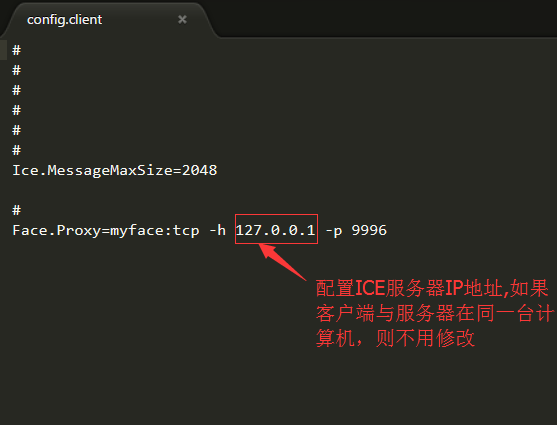 config.client
#
#
#
#
#
#
Ice.MessageMaxSize=2048
#
Face.Proxy=myface:tcp -h 127.0.0.1 -p 9996
配置ICE服务器IP地址,如果
客户端与服务器在同一台计
算机，则不用修改